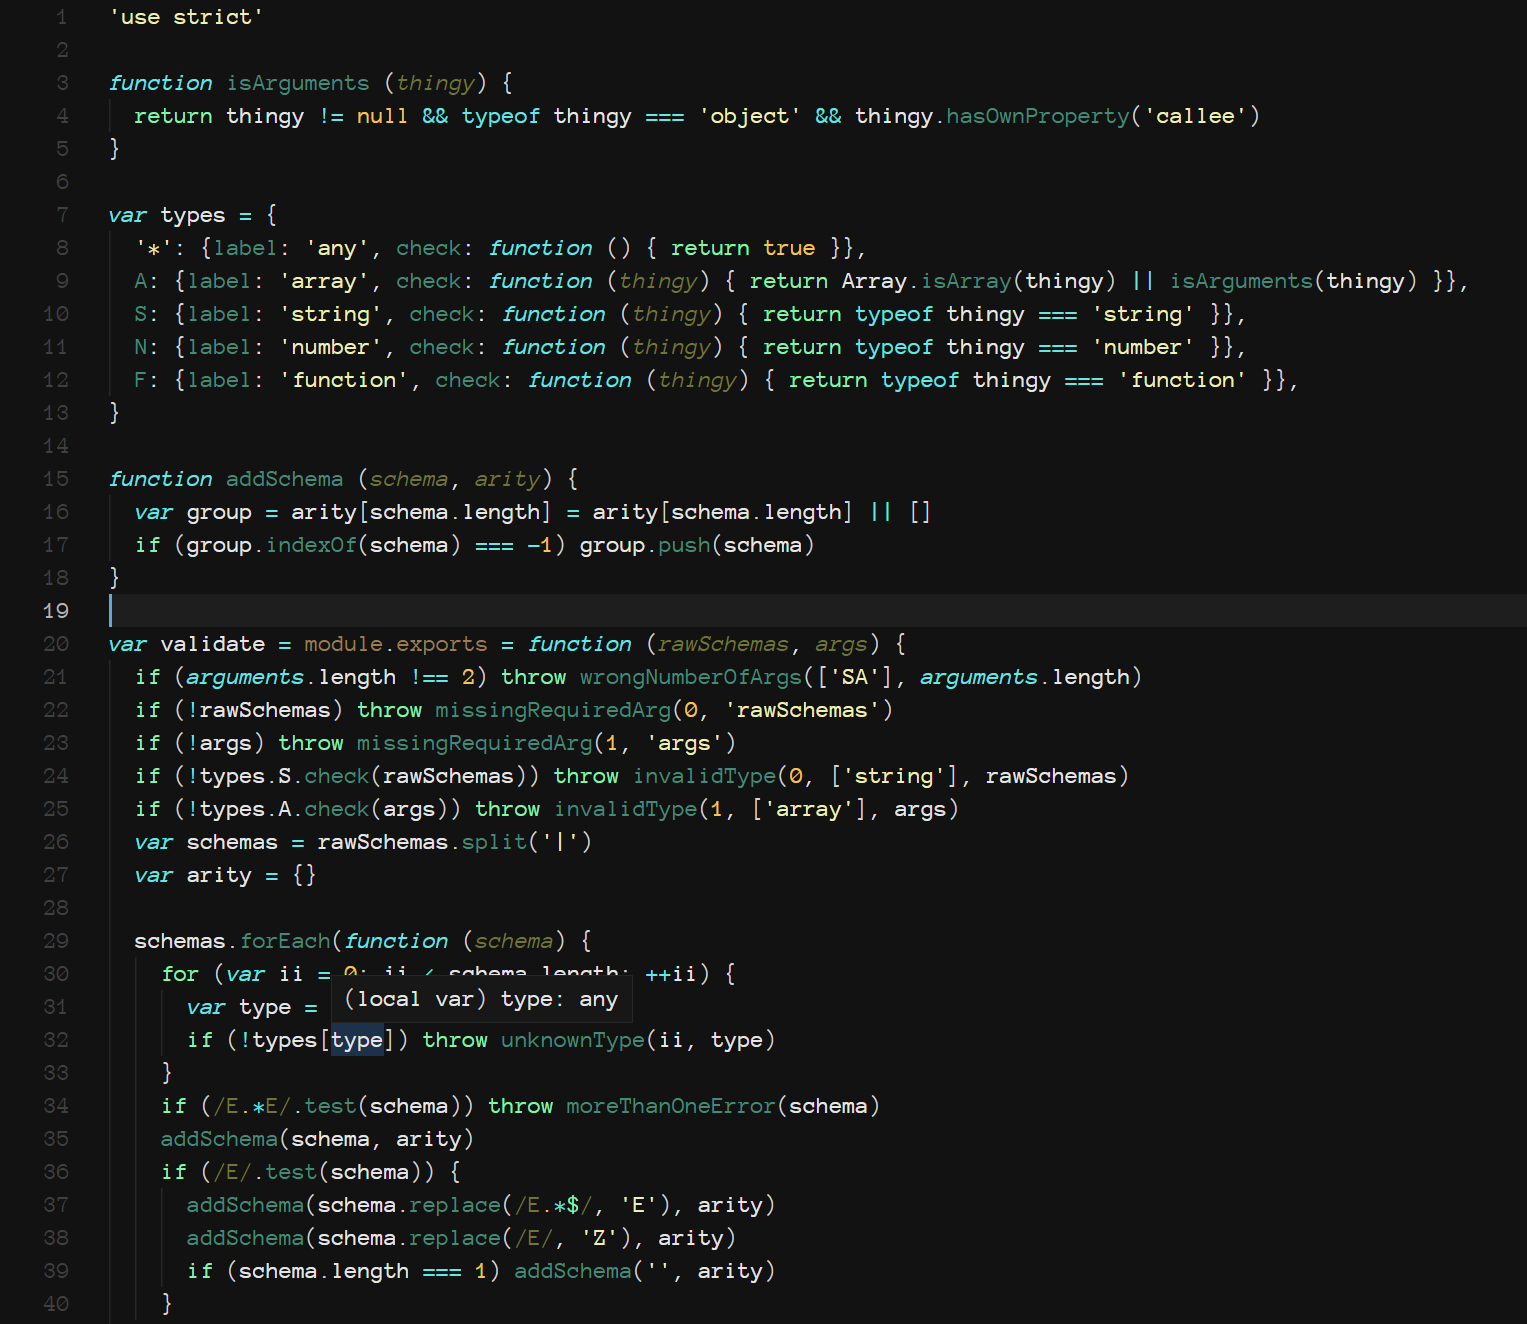 1 'use strict'
2
3 function isArguments (thingy) {
4   return thingy != null && typeof thingy === 'object' && thingy.hasOwnProperty('callee')
5 }
6
7 var types = {
8   '*': {label: 'any', check: function () { return true }},
9   A: {label: 'array', check: function (thingy) { return Array.isArray(thingy) || isArguments(thingy) }},
10   S: {label: 'string', check: function (thingy) { return typeof thingy === 'string' }},
11   N: {label: 'number', check: function (thingy) { return typeof thingy === 'number' }},
12   F: {label: 'function', check: function (thingy) { return typeof thingy === 'function' }},
13 }
14
15 function addSchema (schema, arity) {
16   var group = arity[schema.length] = arity[schema.length] || []
17   if (group.indexOf(schema) === -1) group.push(schema)
18 }
19
20 var validate = module.exports = function (rawSchemas, args) {
21   if (arguments.length !== 2) throw wrongNumberOfArgs(['SA'], arguments.length)
22   if (!rawSchemas) throw missingRequiredArg(0, 'rawSchemas')
23   if (!args) throw missingRequiredArg(1, 'args')
24   if (!types.S.check(rawSchemas)) throw invalidType(0, ['string'], rawSchemas)
25   if (!types.A.check(args)) throw invalidType(1, ['array'], args)
26   var schemas = rawSchemas.split('|')
27   var arity = {}
28
29   schemas.forEach(function (schema) {
30     for (var ii = 0; ii < schema.length; ++ii) {
31       var type =
(local var) type: any
32       if (!types[type]) throw unknownType(ii, type)
33     }
34     if (/E.*E/.test(schema)) throw moreThanOneError(schema)
35     addSchema(schema, arity)
36     if (/E/.test(schema)) {
37       addSchema(schema.replace(/E.*$/, 'E'), arity)
38       addSchema(schema.replace(/E/, 'Z'), arity)
39       if (schema.length === 1) addSchema('', arity)
40     }